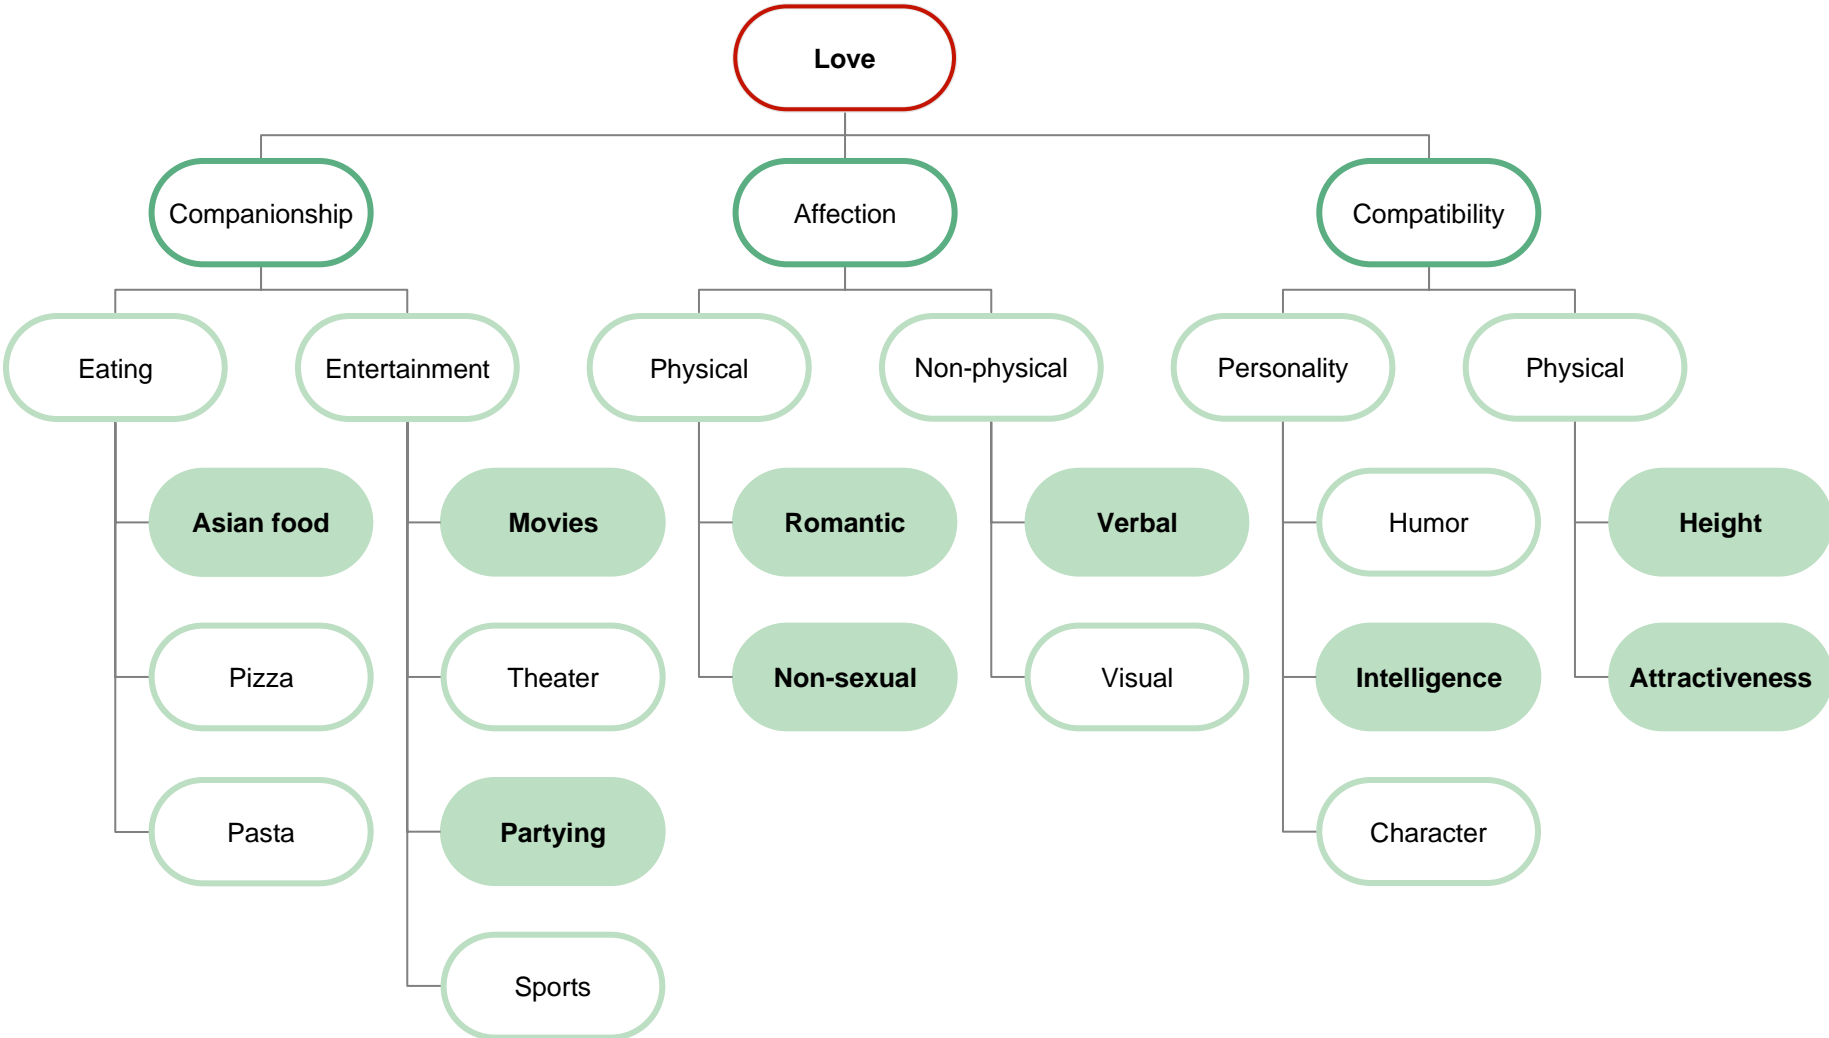 Love
Companionship
Affection
Compatibility
Eating
Entertainment
Physical
Non-physical
Personality
Physical
Asian food
Movies
Romantic
Verbal
Humor
Height
Pizza
Theater
Non-sexual
Visual
Intelligence
Attractiveness
Pasta
Partying
Character
Sports